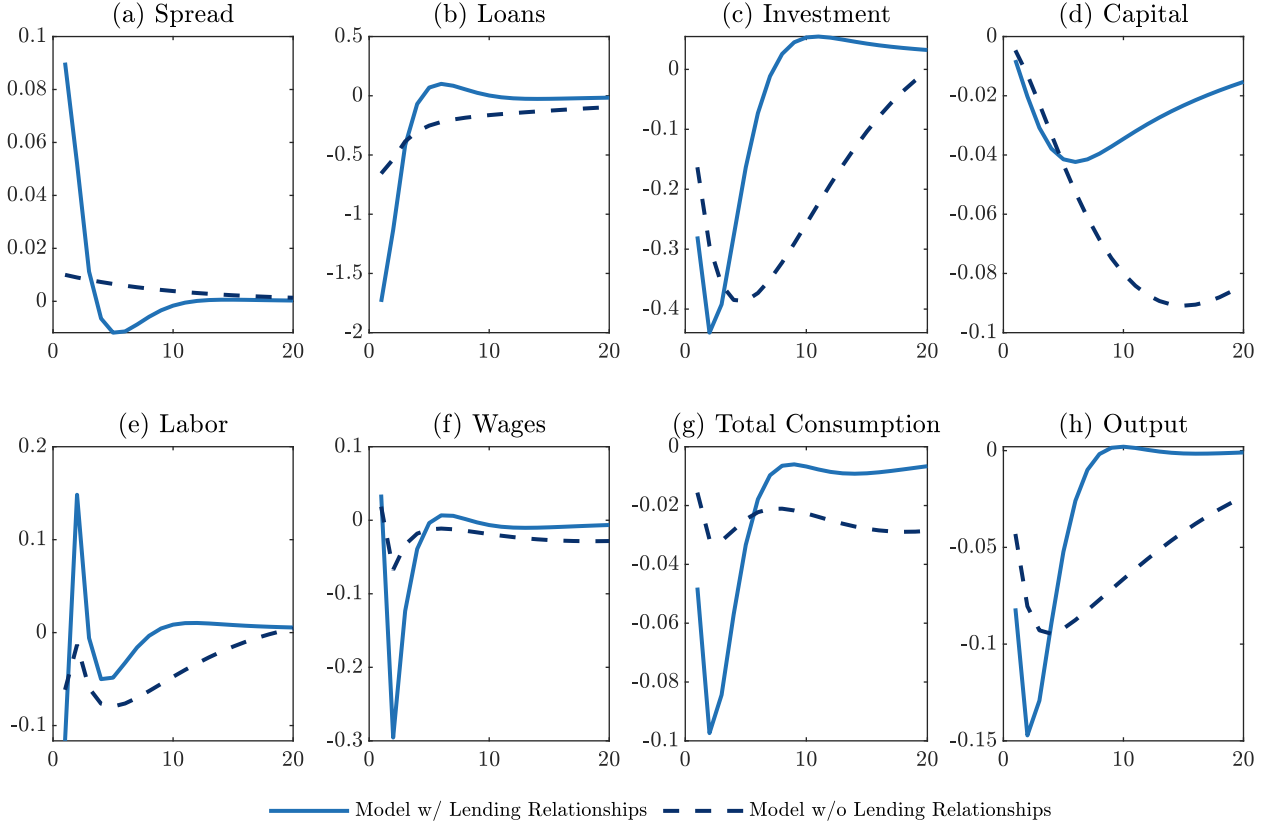 (a) Spread (b) Loans (c) Investment (d) Capital
0.1 0.5 0
0.08 0 0 -0.02
0.06 -0.5 -0.1 -0.04
0.04 -1 -0.2 -0.06
0.02 -0.3
0 -1.5 -0.4 -0.08
-2 -0.1
0 10 20 0 10 20 0 10 20 0 10 20
(e) Labor (f) Wages (g) Total Consumption (h) Output
0.2 0.1 0 0
0.1 0 -0.02 -0.05
-0.1 -0.04
0 -0.06 -0.1
-0.2 -0.08
-0.1 -0.3 -0.1 -0.15
0 10 20 0 10 20 0 10 20 0 10 20
Model w/ Lending Relationships Model w/o Lending Relationships